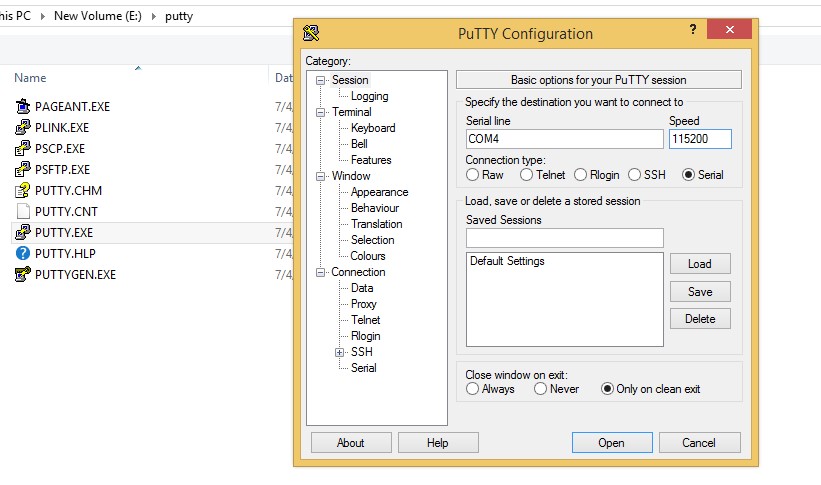 his PC > New Volume (E:) > putty
Name
Dat
PAGEANT.EXE
7/4,
PLINK.EXE
7/4,
PSCP.EXE
7/4,
PSFTP.EXE
7/4,
PUTTY.CHM
7/4,
PUTTY.CNT
7/4,
PUTTY.EXE
7/4,
PUTTY.HLP
7/4,
PUTTYGEN.EXE
7/4,
PuTTY Configuration
?
Category:
Session
Logging
Terminal
Keyboard
Bell
Features
Window
Appearance
Behaviour
Translation
Selection
Colours
Connection
Data
Proxy
Telnet
Rlogin
SSH
Serial
Basic options for your PuTTY session
Specify the destination you want to connect to
Serial line Speed
COM4 115200
Connection type:
Raw Telnet Rlogin SSH Serial
Load, save or delete a stored session
Saved Sessions
Default Settings
Load
Save
Delete
Close window on exit:
Always Never Only on clean exit
About Help Open Cancel